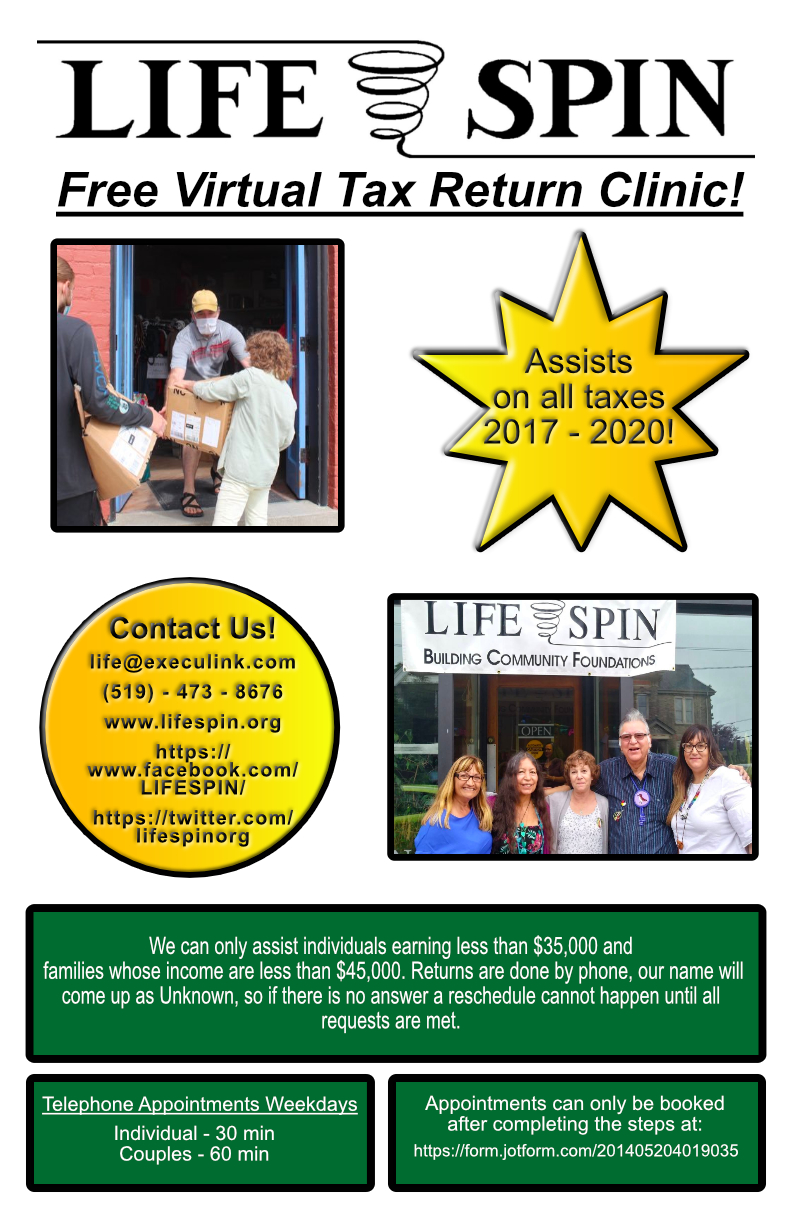 LIFE SPIN
Free Virtual Tax Return Clinic!
Assists
on all taxes
2017 - 2020!
Contact Us!
life@execulink.com
(519) - 473 - 8676
www.lifespin.org
https://
www.facebook.com/
LIFESPIN/
https://twitter.com/
lifespinorg
LIFE SPIN
BUILDING COMMUNITY FOUNDATIONS
OPEN
We can only assist individuals earning less than $35,000 and
families whose income are less than $45,000. Returns are done by phone, our name will
come up as Unknown, so if there is no answer a reschedule cannot happen until all
requests are met.
Telephone Appointments Weekdays
Individual - 30 min
Couples - 60 min
Appointments can only be booked
after completing the steps at:
https://form.jotform.com/201405204019035